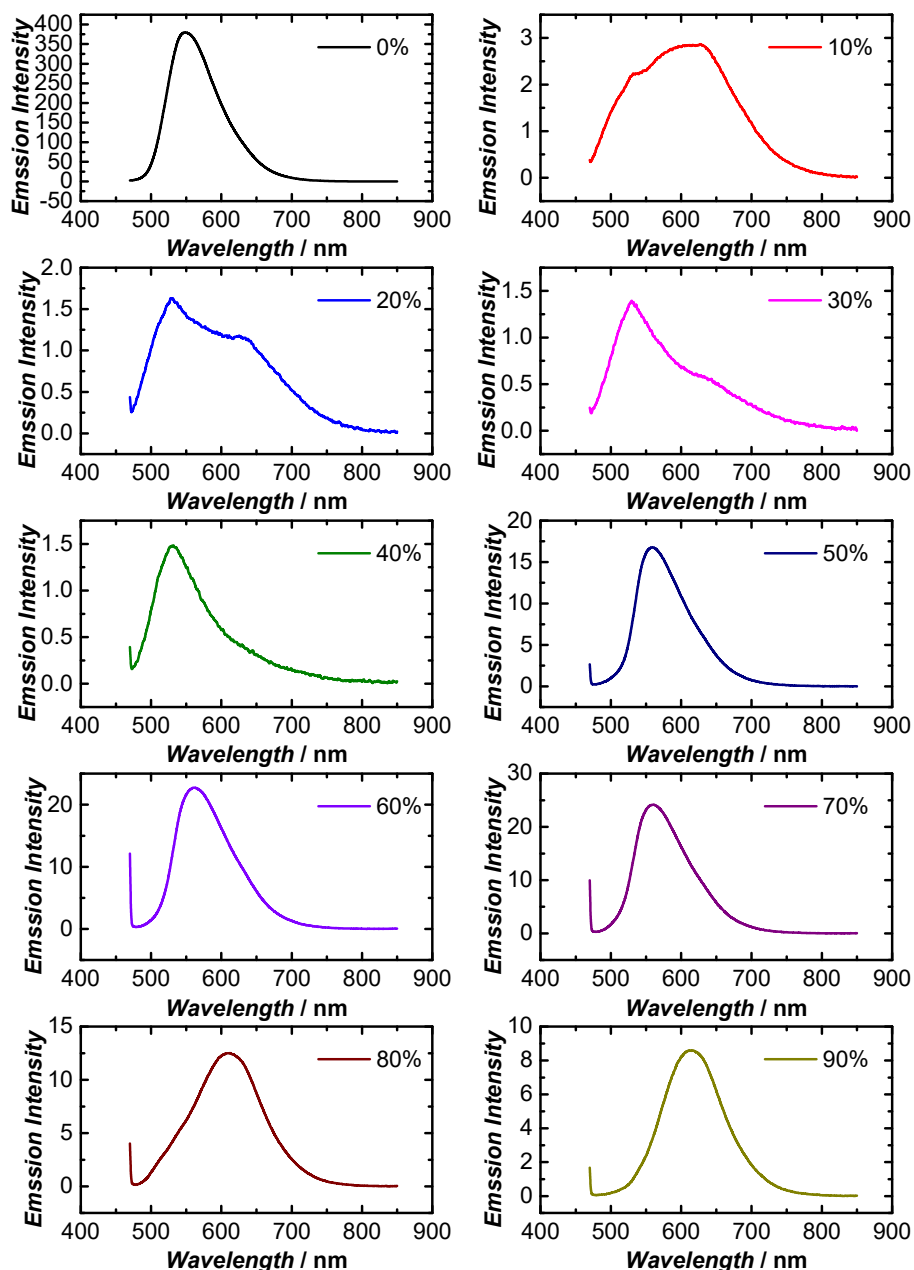 400
350
300
250
200
150
100
50
0
-50
Emssion Intensity
0%
400 500 600 700 800 900
Wavelength / nm
3
2
1
0
Emssion Intensity
10%
400 500 600 700 800 900
Wavelength / nm
2.0
1.5
1.0
0.5
0.0
Emssion Intensity
20%
400 500 600 700 800 900
Wavelength / nm
1.5
1.0
0.5
0.0
Emssion Intensity
30%
400 500 600 700 800 900
Wavelength / nm
1.5
1.0
0.5
0.0
Emssion Intensity
40%
400 500 600 700 800 900
Wavelength / nm
20
15
10
5
0
Emssion Intensity
50%
400 500 600 700 800 900
Wavelength / nm
20
10
0
Emssion Intensity
60%
400 500 600 700 800 900
Wavelength / nm
30
20
10
0
Emssion Intensity
70%
400 500 600 700 800 900
Wavelength / nm
15
10
5
0
Emssion Intensity
80%
400 500 600 700 800 900
Wavelength / nm
10
8
6
4
2
0
Emssion Intensity
90%
400 500 600 700 800 900
Wavelength / nm